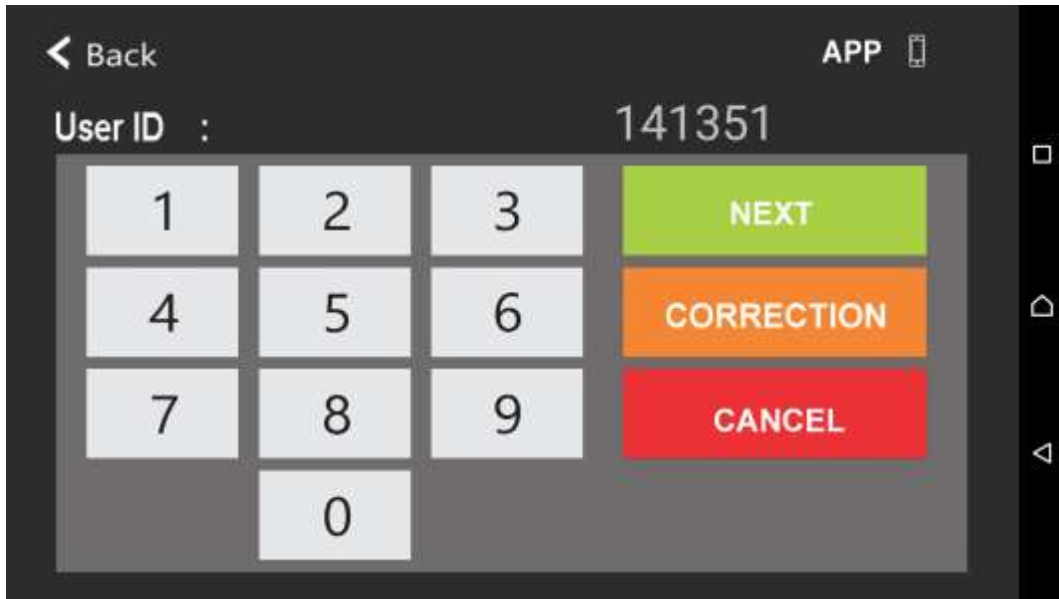 Back
APP
User ID :
141351
1 2 3 NEXT
4 5 6 CORRECTION
7 8 9 CANCEL
0